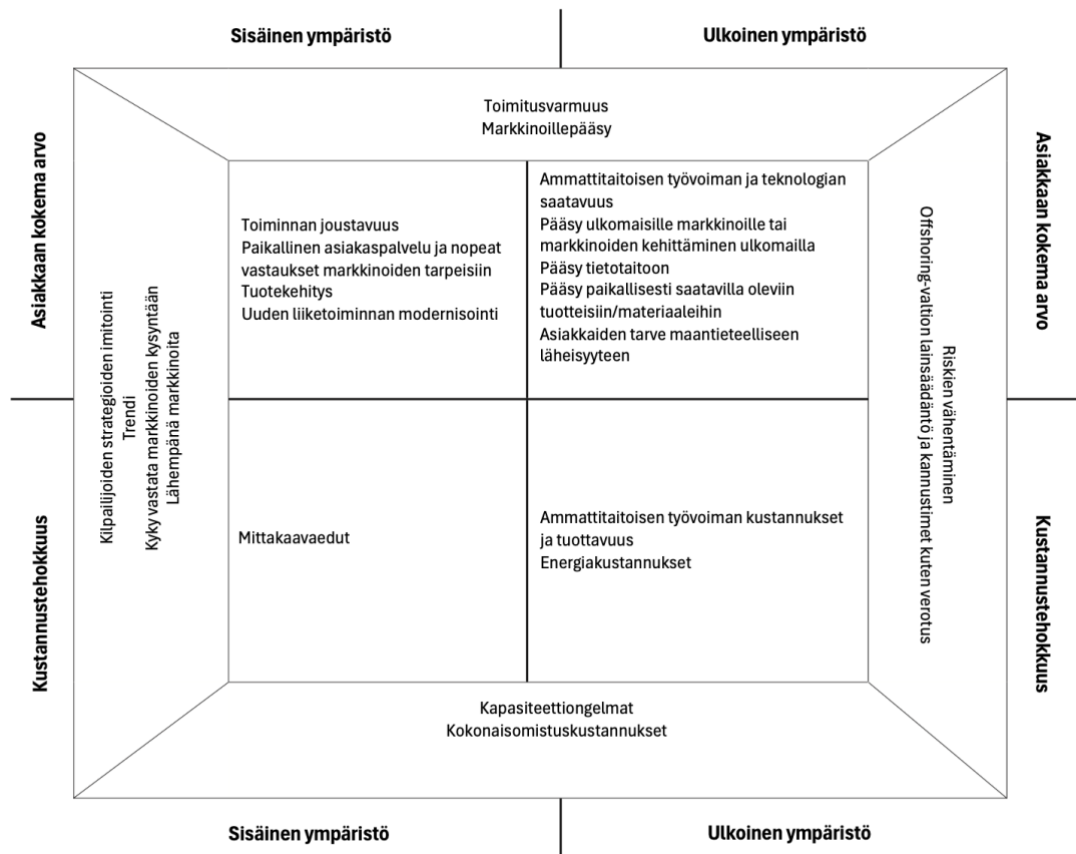 Sisäinen ympäristö
Ulkoinen ympäristö
Toimitusvarmuus
Markkinoillepääsy
Asiakkaan kokema arvo
Kustannustehokkuus
Kilpailijoiden strategioiden imitointi
Trendi
Kyky vastata markkinoiden kysyntään
Lähempänä markkinoita
Toiminnan joustavuus
Paikallinen asiakaspalvelu ja nopeat
vastaukset markkinoiden tarpeisiin
Tuotekehitys
Uuden liiketoiminnan modernisointi
Ammattitaitoisen työvoiman ja teknologian
saatavuus
Pääsy ulkomaisille markkinoille tai
markkinoiden kehittäminen ulkomailla
Pääsy tietotaitoon
Pääsy paikallisesti saatavilla oleviin
tuotteisiin/materiaaleihin
Asiakkaiden tarve maantieteelliseen
läheisyyteen
Mittakaavaedut
Ammattitaitoisen työvoiman kustannukset
ja tuottavuus
Energiakustannukset
Riskien vähentäminen
Offshoring-valtion lainsäädäntö ja kannustimet kuten verotus
Asiakkaan kokema arvo
Kustannustehokkuus
Kapasiteettiongelmat
Kokonaisomistuskustannukset
Sisäinen ympäristö
Ulkoinen ympäristö